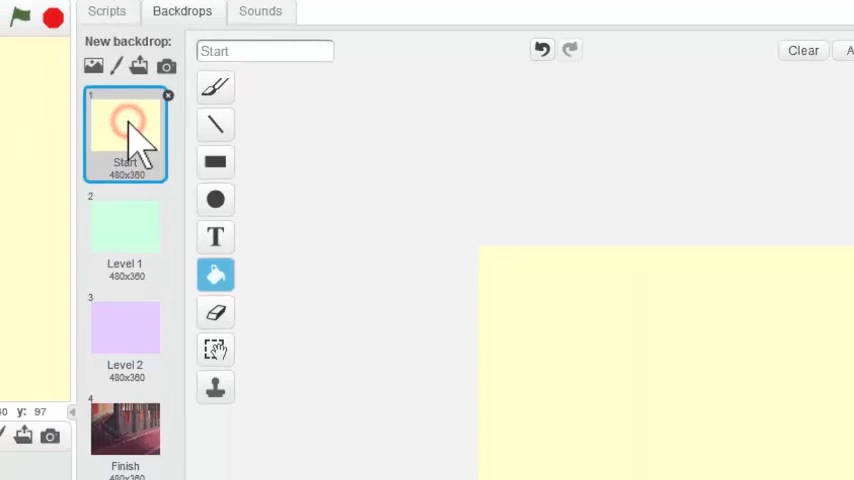 Scripts
Backdrops
Sounds
New backdrop:
Start
Clear
1
Start
480x360
2
Level 1
480x360
3
Level 2
480x360
4
Finish
480x360
y: 97
T